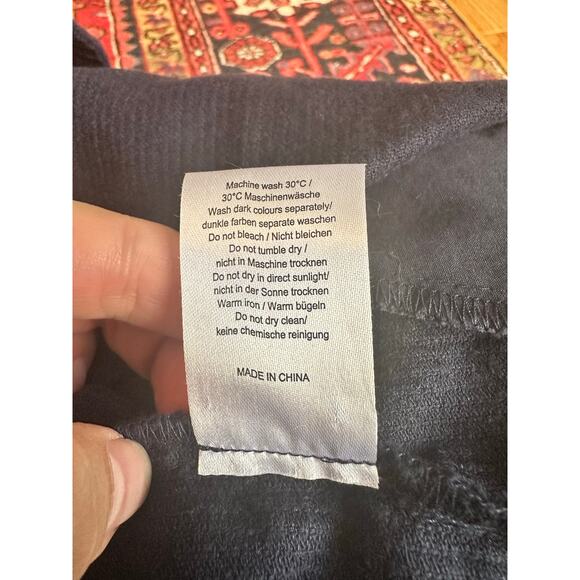 Machine wash 30°C /
30°C Maschinenwäsche
Wash dark colours separately/
dunkle farben separate waschen
Do not bleach / Nicht bleichen
Do not tumble dry /
nicht in Maschine trocknen
Do not dry in direct sunlight/
nicht in der Sonne trocknen
Warm iron / Warm bügeln
Do not dry clean/
keine chemische reinigung
MADE IN CHINA